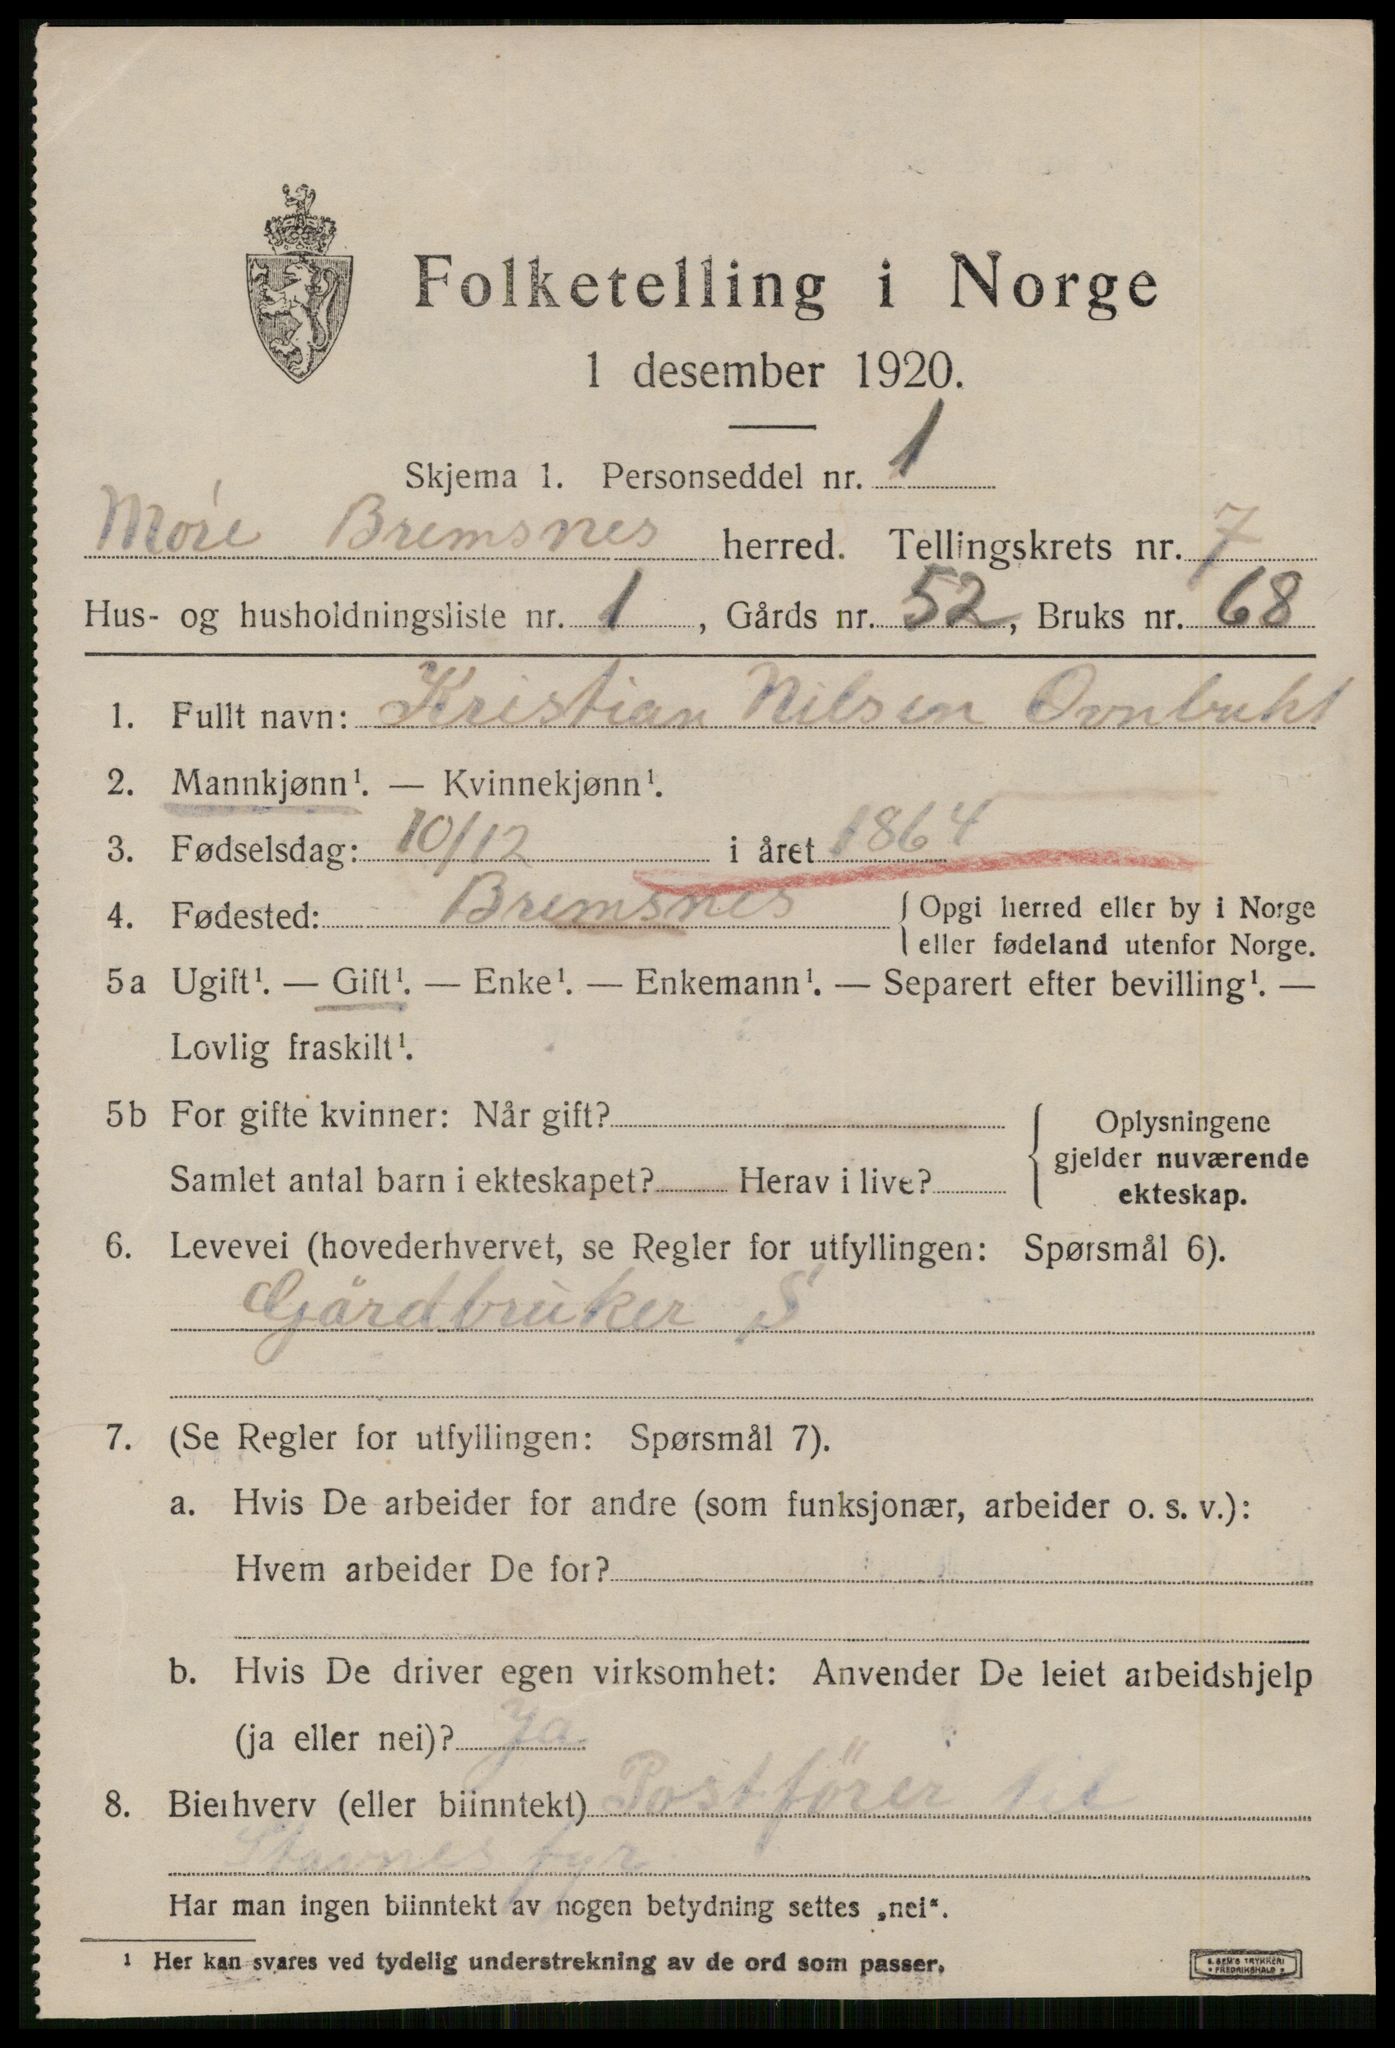 Folketelling i Norge
1 desember 1920.
Skjema 1. Personseddel nr. 1
Møre Bremsnes herred. Tellingskrets nr. 7
Hus- og husholdningsliste nr. 1, Gårds nr. 52, Bruks nr. 68
1. Fullt navn: Kristian Nilsen
2. Mannkjønn¹. — Kvinnekjønn¹.
3. Fødselsdag: 10/12 i året 1864
4. Fødested: Bremsnes { Opgi herred eller by i Norge
eller fødeland utenfor Norge.
5a Ugift¹. — Gift¹. — Enke¹. — Enkemann¹. — Separert efter bevilling¹. —
Lovlig fraskilt¹.
5b For gifte kvinner: Når gift?
Samlet antal barn i ekteskapet? Herav i live?
{ Oplysningene
gjelder nuværende
ekteskap.
6. Levevei (hovederhvervet, se Regler for utfyllingen: Spørsmål 6).
Gårdbruker S
7. (Se Regler for utfyllingen: Spørsmål 7).
a. Hvis De arbeider for andre (som funksjonær, arbeider o. s. v.):
Hvem arbeider De for?
b. Hvis De driver egen virksomhet: Anvender De leiet arbeidshjelp
(ja eller nei)? Ja
8. Bierhverv (eller biinntekt) Postfører til
Stavnes fyr
Har man ingen biinntekt av nogen betydning settes „nei“.
¹ Her kan svares ved tydelig understrekning av de ord som passer.
S. SEM'S TRYKKERI
FREDRIKSHALD